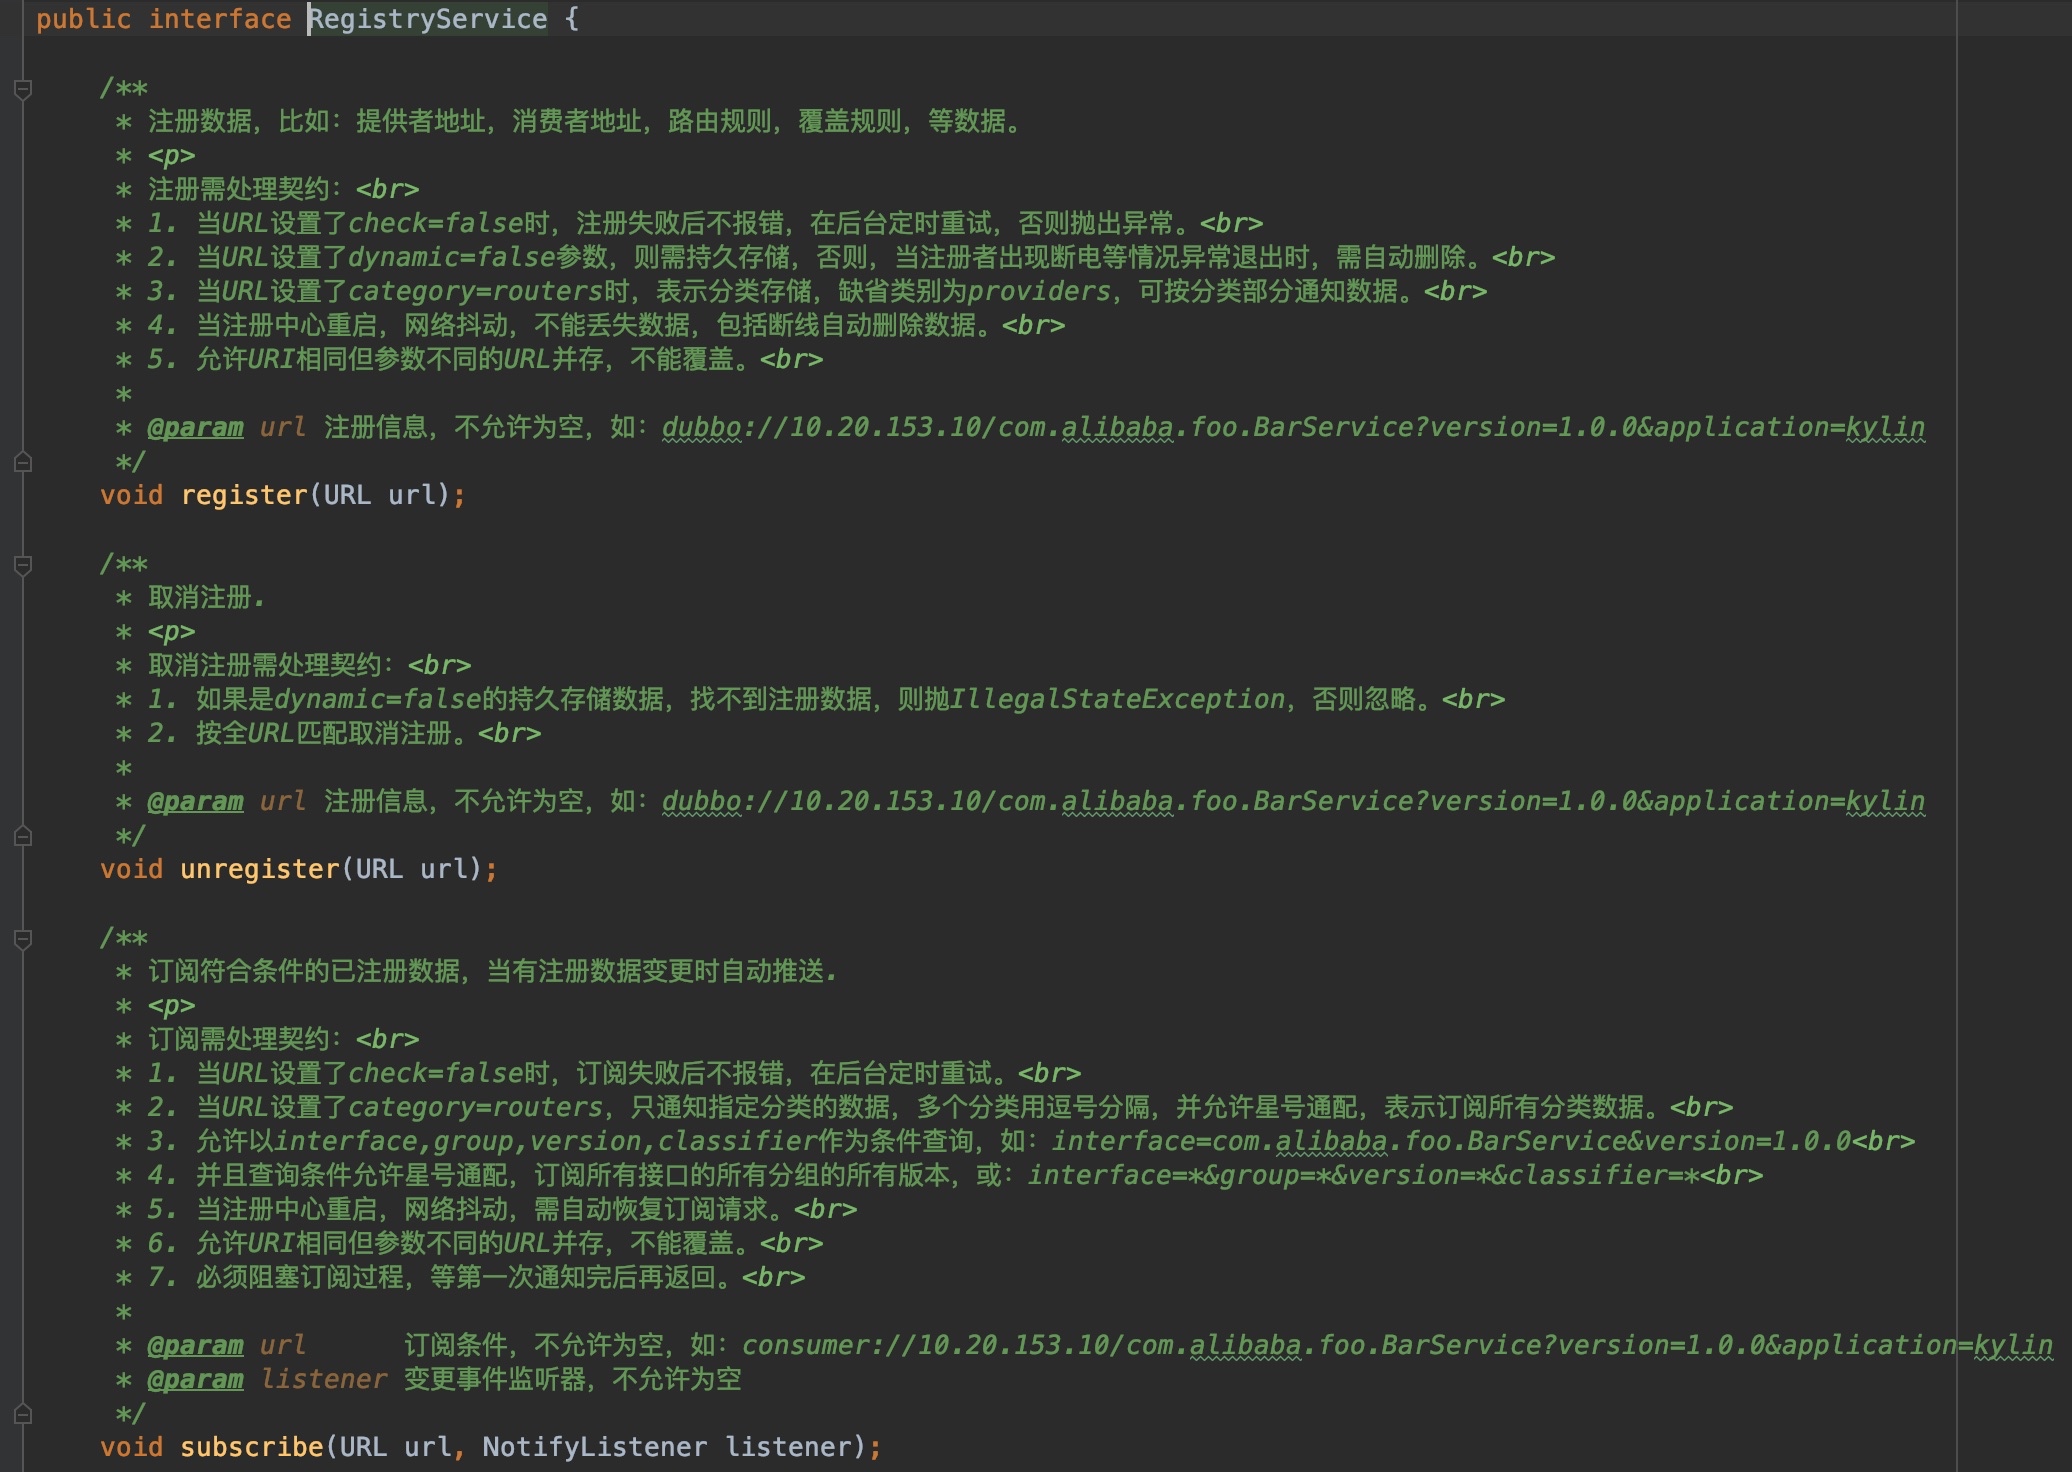 public interface RegistryService {
/**
* 注册数据，比如：提供者地址，消费者地址，路由规则，覆盖规则，等数据。
* <p>
* 注册需处理契约：<br>
* 1. 当URL设置了check=false时，注册失败后不报错，在后台定时重试，否则抛出异常。<br>
* 2. 当URL设置了dynamic=false参数，则需持久存储，否则，当注册者出现断电等情况异常退出时，需自动删除。<br>
* 3. 当URL设置了category=routers时，表示分类存储，缺省类别为providers，可按分类部分通知数据。<br>
* 4. 当注册中心重启，网络抖动，不能丢失数据，包括断线自动删除数据。<br>
* 5. 允许URI相同但参数不同的URL并存，不能覆盖。<br>
*
* @param url 注册信息，不允许为空，如：dubbo://10.20.153.10/com.alibaba.foo.BarService?version=1.0.0&application=kylin
*/
void register(URL url);
/**
* 取消注册.
* <p>
* 取消注册需处理契约：<br>
* 1. 如果是dynamic=false的持久存储数据，找不到注册数据，则抛IllegalStateException，否则忽略。<br>
* 2. 按全URL匹配取消注册。<br>
*
* @param url 注册信息，不允许为空，如：dubbo://10.20.153.10/com.alibaba.foo.BarService?version=1.0.0&application=kylin
*/
void unregister(URL url);
/**
* 订阅符合条件的已注册数据，当有注册数据变更时自动推送.
* <p>
* 订阅需处理契约：<br>
* 1. 当URL设置了check=false时，订阅失败后不报错，在后台定时重试。<br>
* 2. 当URL设置了category=routers，只通知指定分类的数据，多个分类用逗号分隔，并允许星号通配，表示订阅所有分类数据。<br>
* 3. 允许以interface,group,version,classifier作为条件查询，如：interface=com.alibaba.foo.BarService&version=1.0.0<br>
* 4. 并且查询条件允许星号通配，订阅所有接口的所有分组的所有版本，或：interface=*&group=*&version=*&classifier=*<br>
* 5. 当注册中心重启，网络抖动，需自动恢复订阅请求。<br>
* 6. 允许URI相同但参数不同的URL并存，不能覆盖。<br>
* 7. 必须阻塞订阅过程，等第一次通知完后再返回。<br>
*
* @param url      订阅条件，不允许为空，如：consumer://10.20.153.10/com.alibaba.foo.BarService?version=1.0.0&application=kylin
* @param listener 变更事件监听器，不允许为空
*/
void subscribe(URL url, NotifyListener listener);